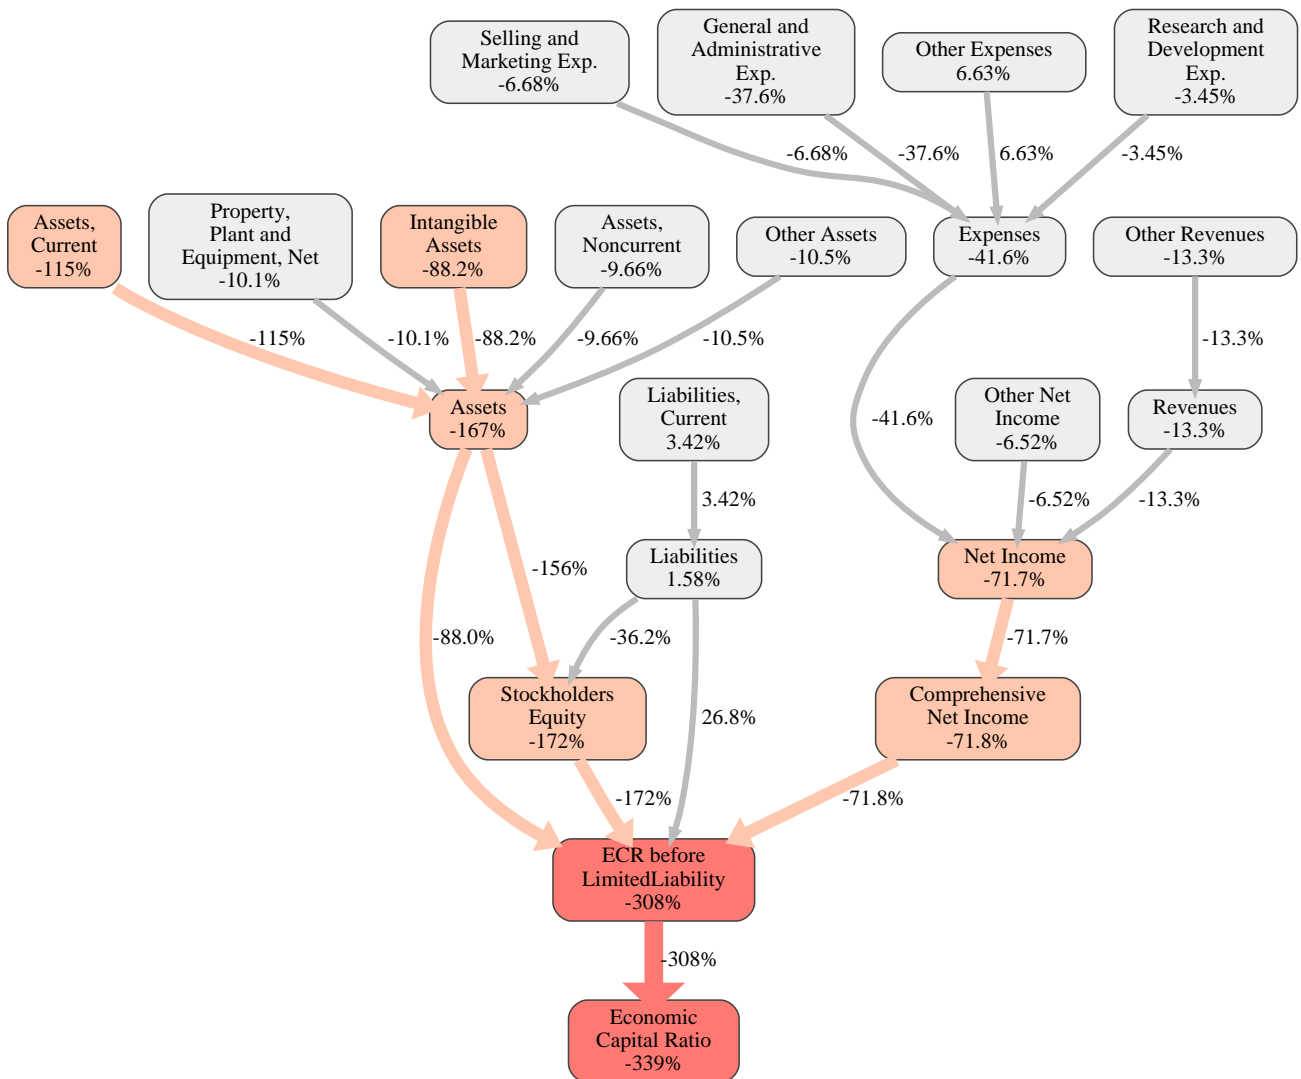 Selling and
Marketing Exp.
-6.68%
General and
Administrative
Exp.
-37.6%
Other Expenses
6.63%
Research and
Development
Exp.
-3.45%
-6.68%
-37.6%
6.63%
-3.45%
Assets,
Current
-115%
Property,
Plant and
Equipment, Net
-10.1%
Intangible
Assets
-88.2%
Assets,
Noncurrent
-9.66%
Other Assets
-10.5%
Expenses
-41.6%
Other Revenues
-13.3%
-115%
-10.1%
-88.2%
-9.66%
-10.5%
-13.3%
Assets
-167%
Liabilities,
Current
3.42%
-41.6%
Other Net
Income
-6.52%
Revenues
-13.3%
3.42%
-6.52%
-13.3%
-156%
Liabilities
1.58%
Net Income
-71.7%
-88.0%
-36.2%
-71.7%
Stockholders
Equity
-172%
26.8%
Comprehensive
Net Income
-71.8%
-172%
-71.8%
ECR before
LimitedLiability
-308%
-308%
Economic
Capital Ratio
-339%